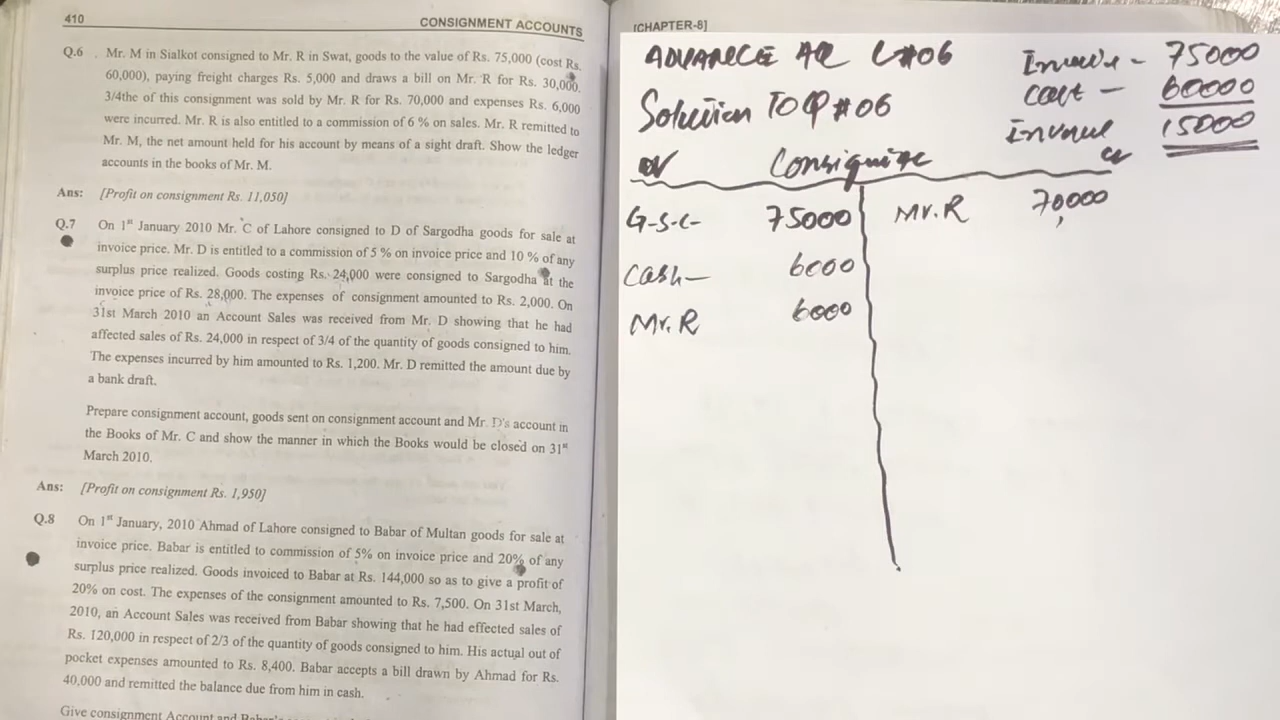 410
CONSIGNMENT ACCOUNTS
Q.6 Mr. M in Sialkot consigned to Mr. R in Swat, goods to the value of Rs. 75,000 (cost Rs.
60,000), paying freight charges Rs. 5,000 and draws a bill on Mr. R for Rs. 30,000.
3/4the of this consignment was sold by Mr. R for Rs. 70,000 and expenses Rs. 6,000
were incurred. Mr. R is also entitled to a commission of 6 % on sales. Mr. R remitted to
Mr. M, the net amount held for his account by means of a sight draft. Show the ledger
accounts in the books of Mr. M.
Ans: [Profit on consignment Rs. 11,050]
Q.7 On 1st January 2010 Mr. C of Lahore consigned to D of Sargodha goods for sale at
invoice price. Mr. D is entitled to a commission of 5 % on invoice price and 10 % of any
surplus price realized. Goods costing Rs. 24,000 were consigned to Sargodha at the
invoice price of Rs. 28,000. The expenses of consignment amounted to Rs. 2,000. On
31st March 2010 an Account Sales was received from Mr. D showing that he had
affected sales of Rs. 24,000 in respect of 3/4 of the quantity of goods consigned to him.
The expenses incurred by him amounted to Rs. 1,200. Mr. D remitted the amount due by
a bank draft.
Prepare consignment account, goods sent on consignment account and Mr. D's account in
the Books of Mr. C and show the manner in which the Books would be closed on 31st
March 2010.
Ans: [Profit on consignment Rs. 1,950]
Q.8 On 1st January, 2010 Ahmad of Lahore consigned to Babar of Multan goods for sale at
invoice price. Babar is entitled to commission of 5% on invoice price and 20% of any
surplus price realized. Goods invoiced to Babar at Rs. 144,000 so as to give a profit of
20% on cost. The expenses of the consignment amounted to Rs. 7,500. On 31st March,
2010, an Account Sales was received from Babar showing that he had effected sales of
Rs. 120,000 in respect of 2/3 of the quantity of goods consigned to him. His actual out of
pocket expenses amounted to Rs. 8,400. Babar accepts a bill drawn by Ahmad for Rs.
40,000 and remitted the balance due from him in cash.
Give consignment Account and Babar's
[CHAPTER-8]
ADVANCE L#06
Solution TO Q#06
75000
60000
15000
G-S-C- 75000 Mr. R 70,000
Cash- 6000
Mr. R 6000